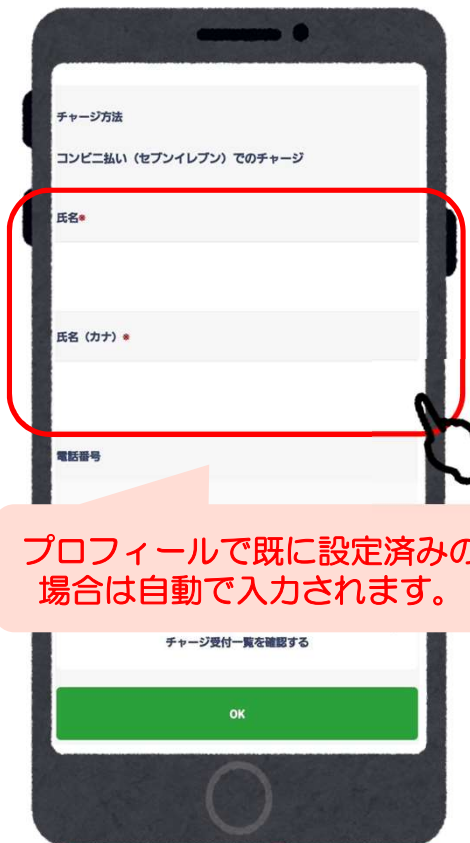 チャージ方法
コンビニ払い（セブンイレブン）でのチャージ
氏名*
氏名（カナ）*
電話番号
プロフィールで既に設定済みの
場合は自動で入力されます。
チャージ受付一覧を確認する
OK